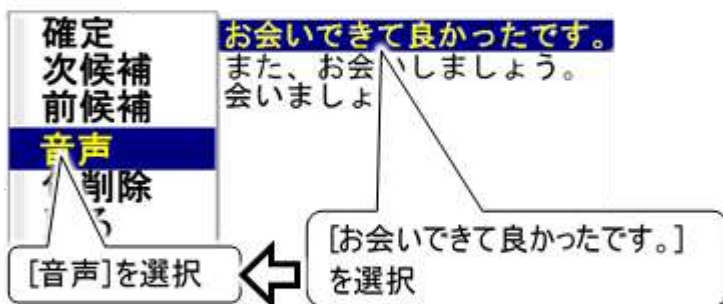 確定
次候補
前候補
音声
削除
お会いできて良かったです。
また、お会いしましょう。
会いましょ
[お会いできて良かったです。]
を選択
[音声]を選択